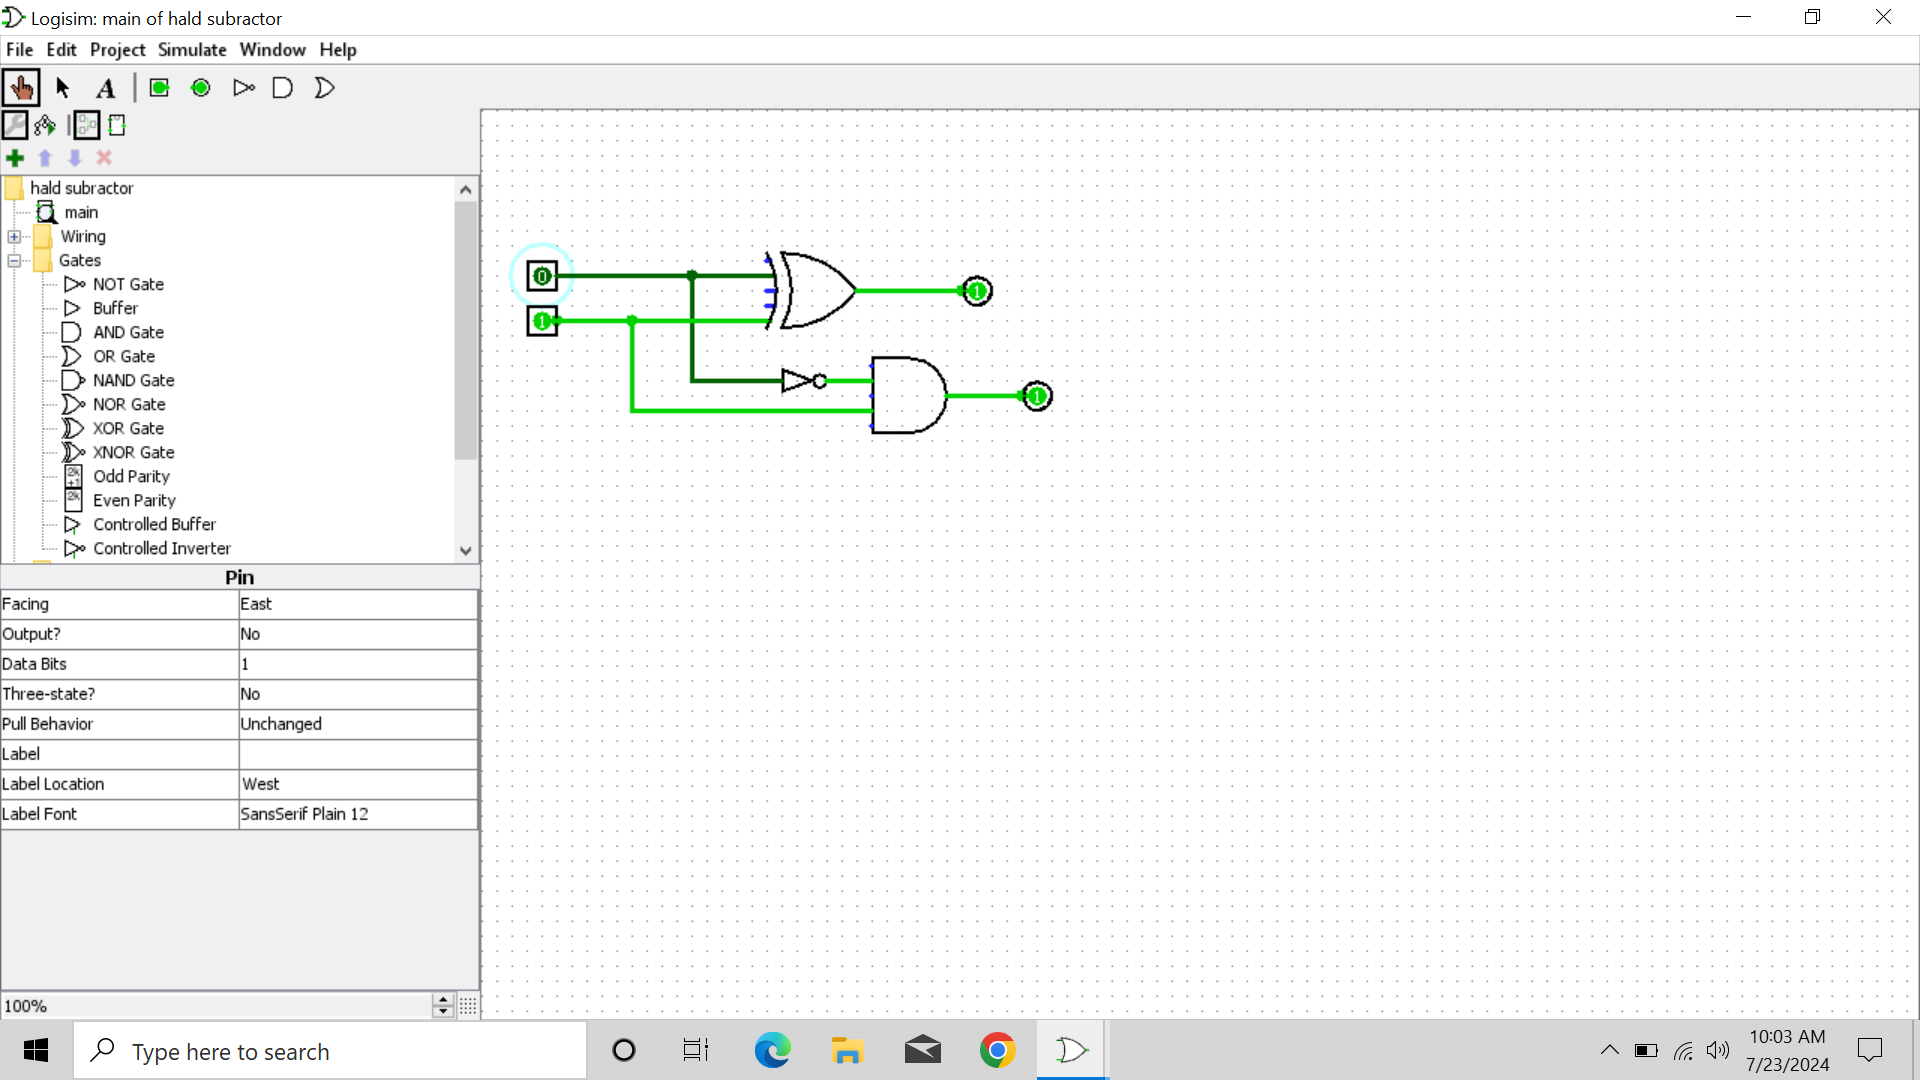 Logisim: main of hald subractor
File Edit Project Simulate Window Help
A
hald subractor
main
Wiring
Gates
NOT Gate
Buffer
AND Gate
OR Gate
NAND Gate
NOR Gate
XOR Gate
XNOR Gate
2k+1 Odd Parity
2k Even Parity
Controlled Buffer
Controlled Inverter
Pin
Facing East
Output? No
Data Bits 1
Three-state? No
Pull Behavior Unchanged
Label
Label Location West
Label Font SansSerif Plain 12
100%
0
1
1
1
Type here to search
10:03 AM
7/23/2024